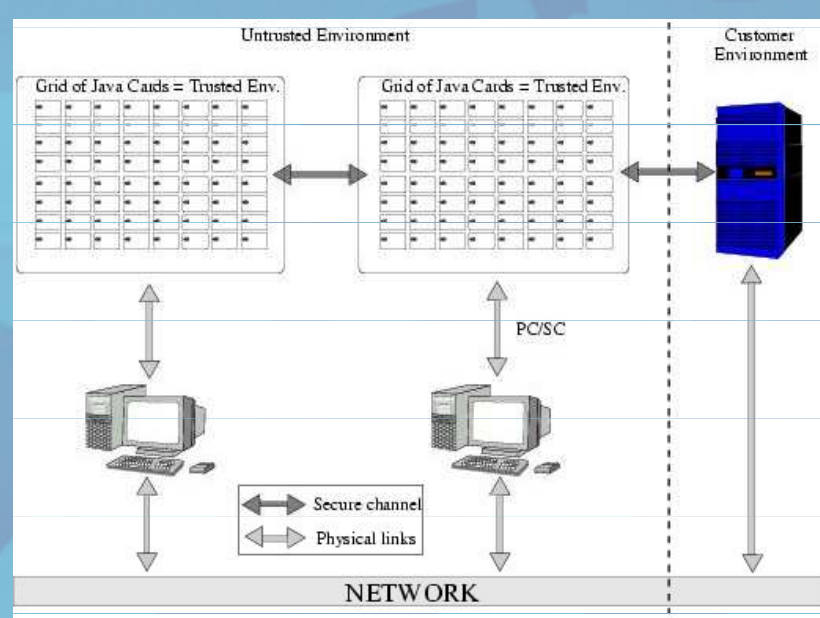 Untrusted Environment
Customer
Environment
Grid of Java Cards = Trusted Env.
Grid of Java Cards = Trusted Env.
PC/SC
Secure channel
Physical links
NETWORK